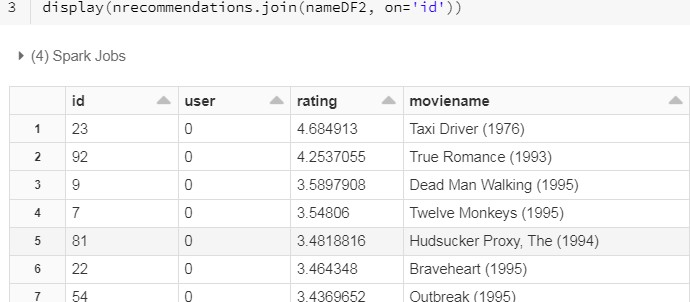 3 display(nrecommendations.join(nameDF2, on='id'))
(4) Spark Jobs
id user rating moviename
1 23 0 4.684913 Taxi Driver (1976)
2 92 0 4.2537055 True Romance (1993)
3 9 0 3.5897908 Dead Man Walking (1995)
4 7 0 3.54806 Twelve Monkeys (1995)
5 81 0 3.4818816 Hudsucker Proxy, The (1994)
6 22 0 3.464348 Braveheart (1995)
7 54 0 3.4369652 Outbreak (1995)